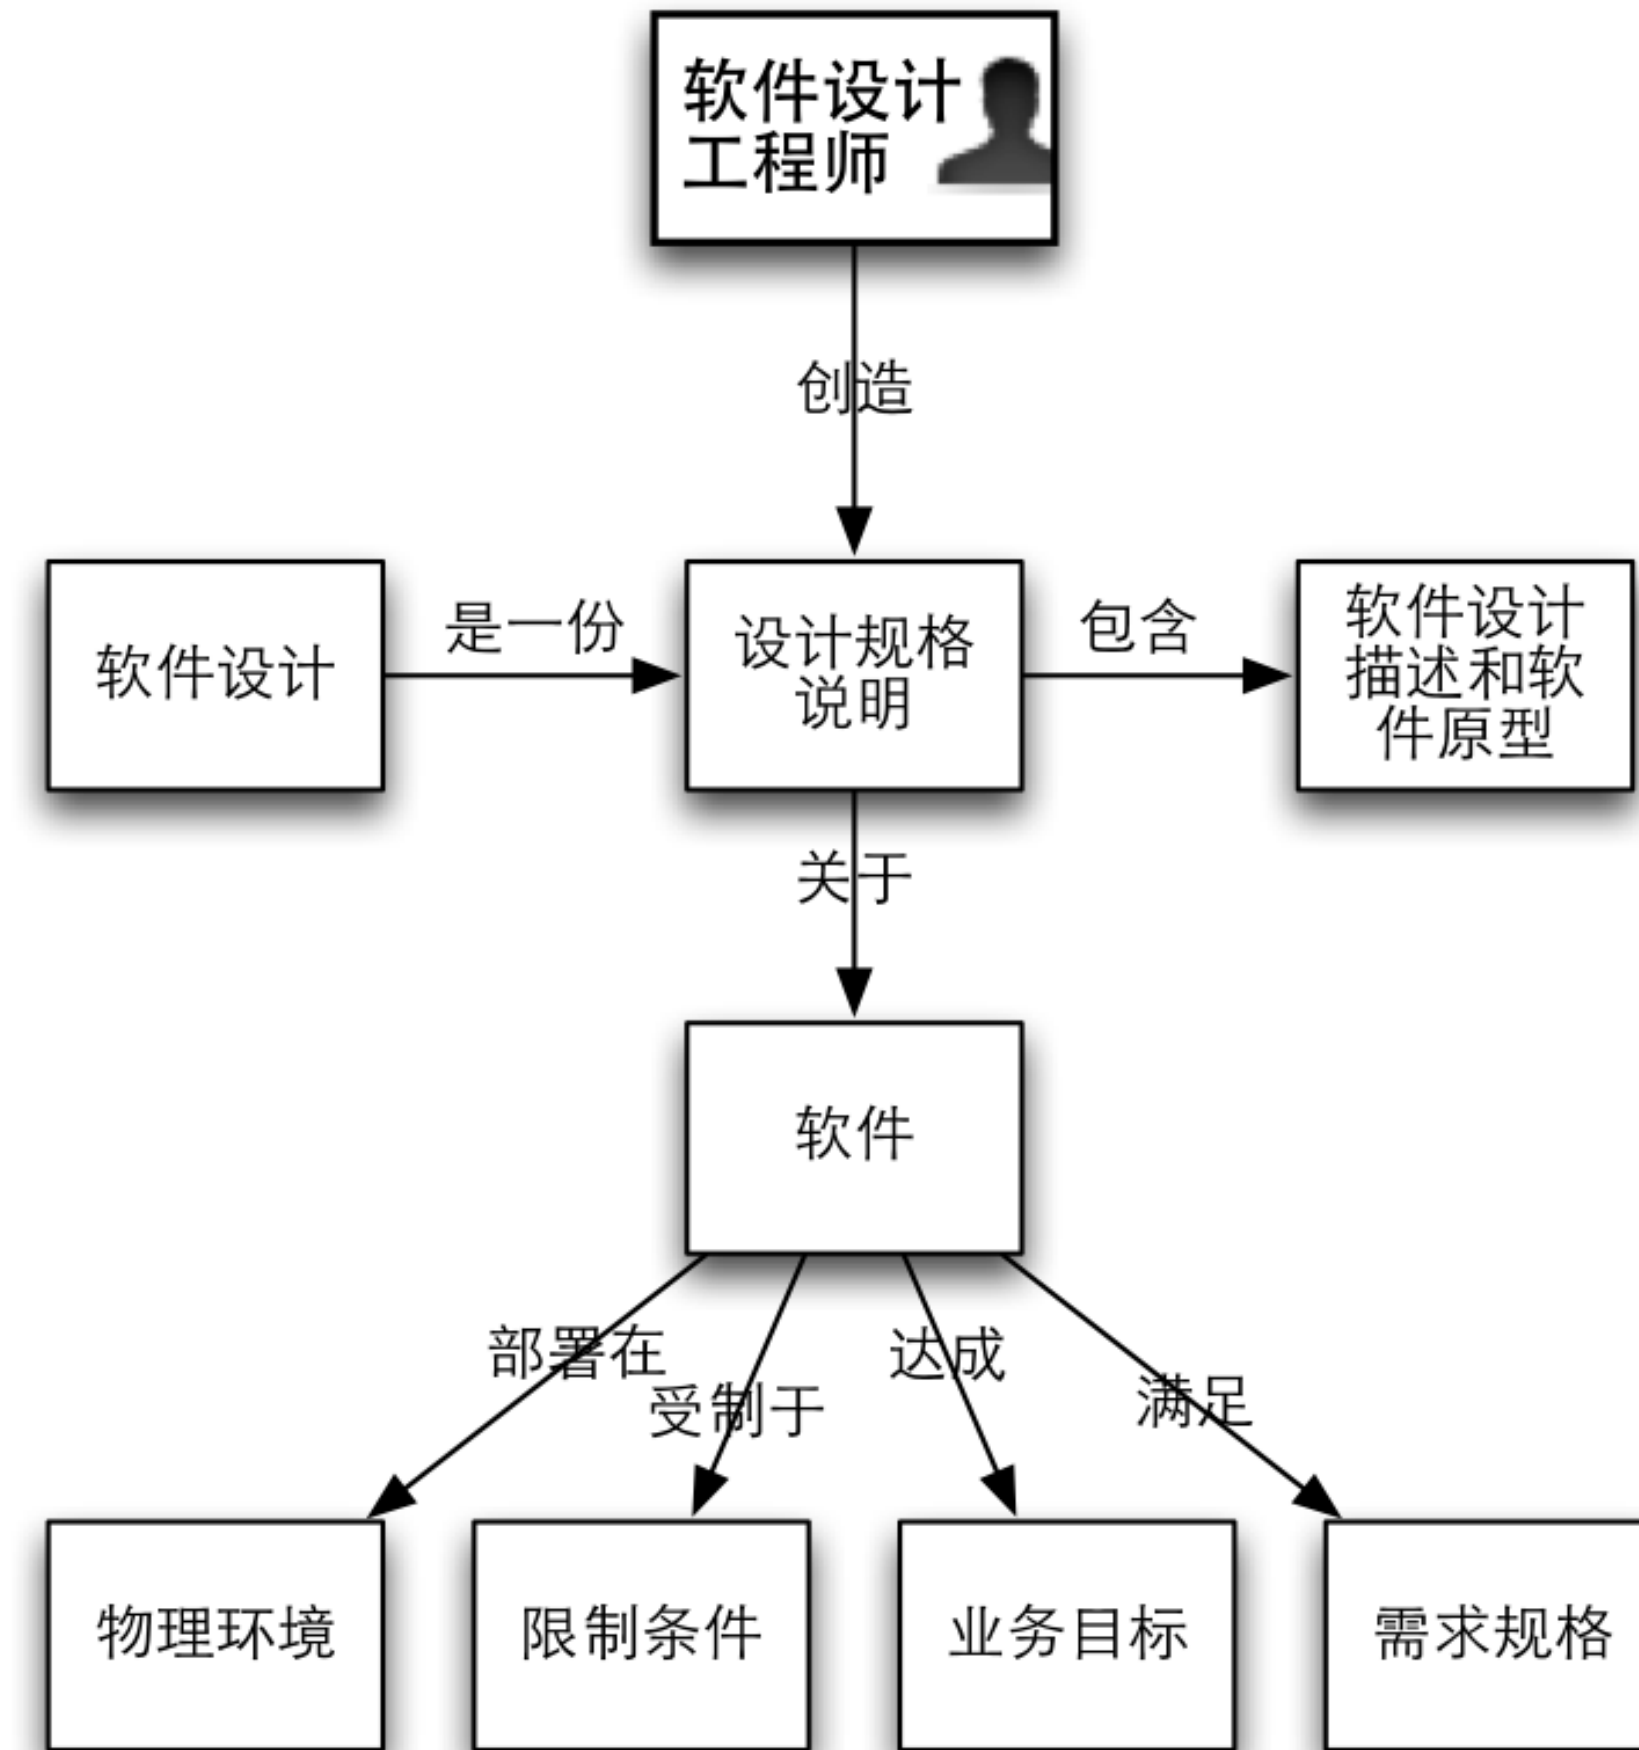 软件设计
工程师
创造
软件设计
是一份
设计规格
说明
包含
软件设计
描述和软
件原型
关于
软件
部署在
受制于
达成
满足
物理环境
限制条件
业务目标
需求规格